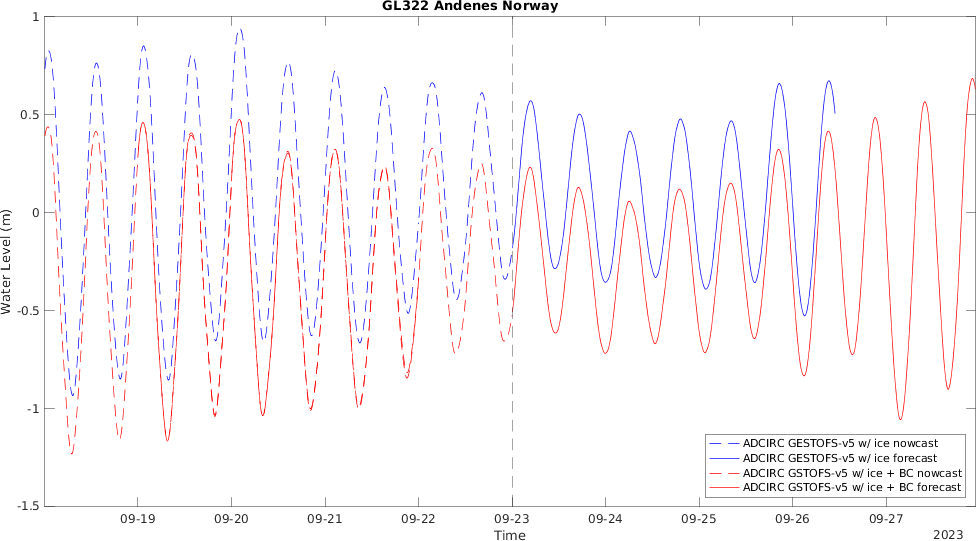 GL322 Andenes Norway
1
0.5
0
-0.5
-1
-1.5
Water Level (m)
09-19 09-20 09-21 09-22 09-23 09-24 09-25 09-26 09-27
Time
2023
ADCIRC GESTOFS-v5 w/ ice nowcast
ADCIRC GESTOFS-v5 w/ ice forecast
ADCIRC GSTOFS-v5 w/ ice + BC nowcast
ADCIRC GSTOFS-v5 w/ ice + BC forecast